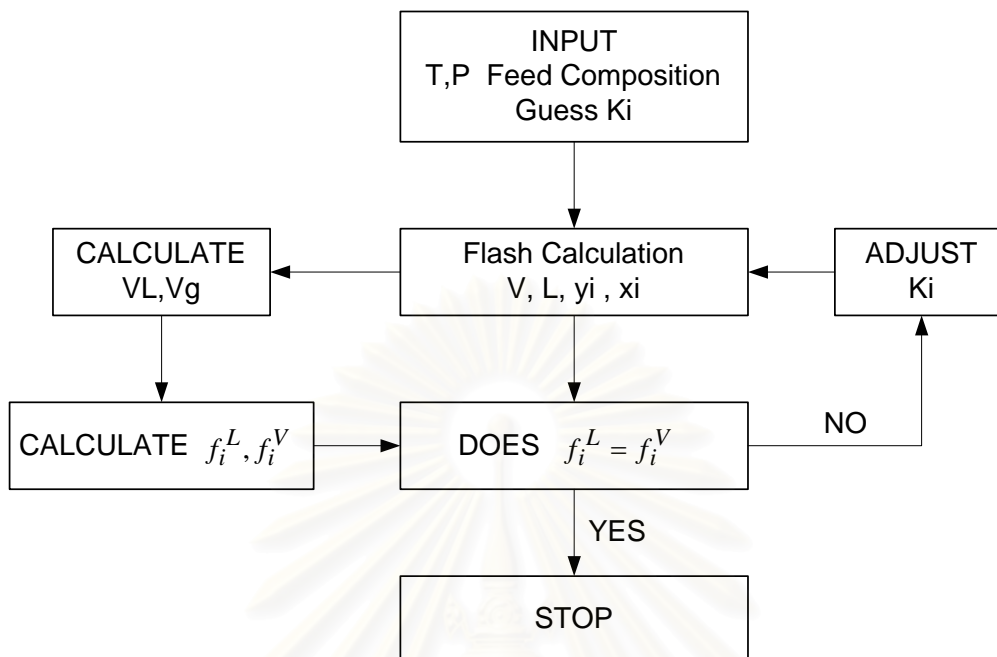 INPUT
T,P Feed Composition
Guess Ki
CALCULATE
VL,Vg
Flash Calculation
V, L, yi , xi
ADJUST
Ki
CALCULATE f_i^L, f_i^V
DOES f_i^L = f_i^V
NO
YES
STOP